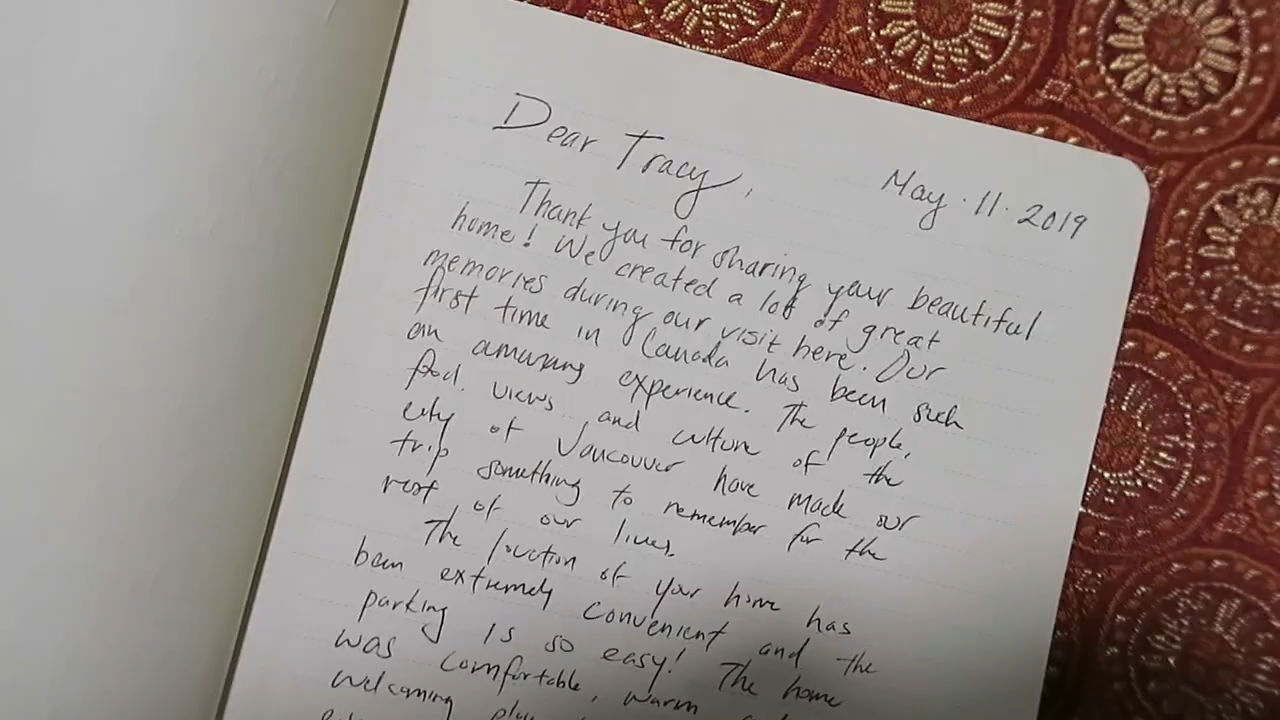 Dear Tracy,
May. 11. 2019
Thank you for sharing your beautiful
home! We created a lot of great
memories during our visit here. Our
first time in Canada has been such
an amazing experience. The people,
food, views and culture of the
city of Vancouver have made our
trip something to remember for the
rest of our lives.
The location of your home has
been extremely convenient and the
parking is so easy! The home
was comfortable, warm
welcoming